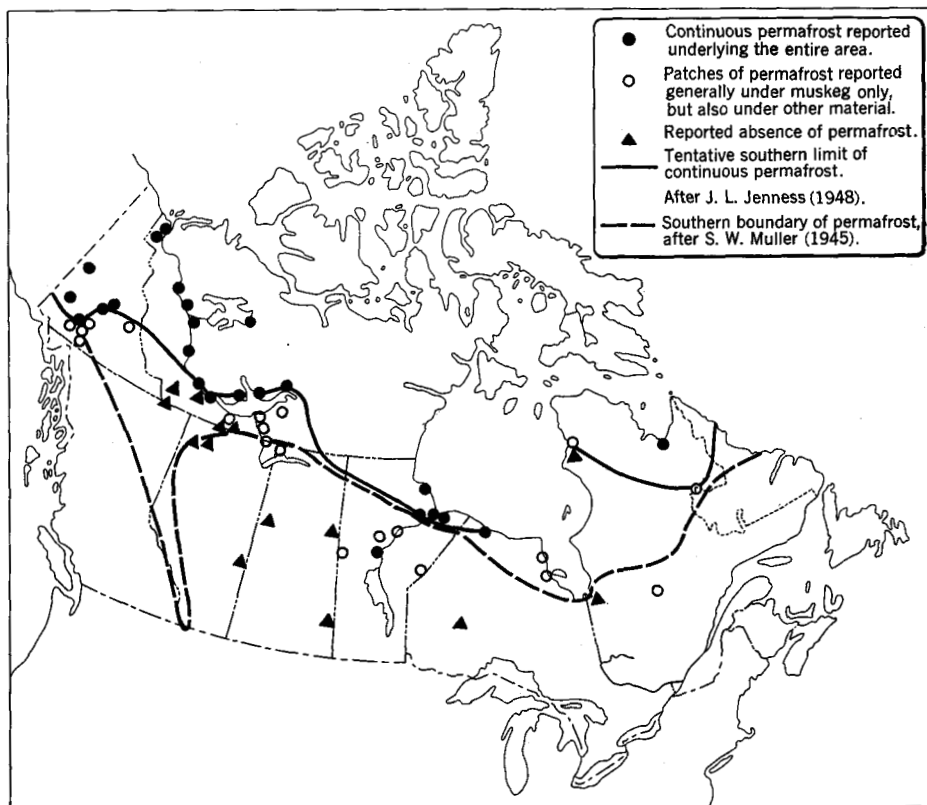 Continuous permafrost reported
underlying the entire area.
Patches of permafrost reported
generally under muskeg only,
but also under other material.
Reported absence of permafrost.
Tentative southern limit of
continuous permafrost.
After J. L. Jenness (1948).
Southern boundary of permafrost,
after S. W. Muller (1945).